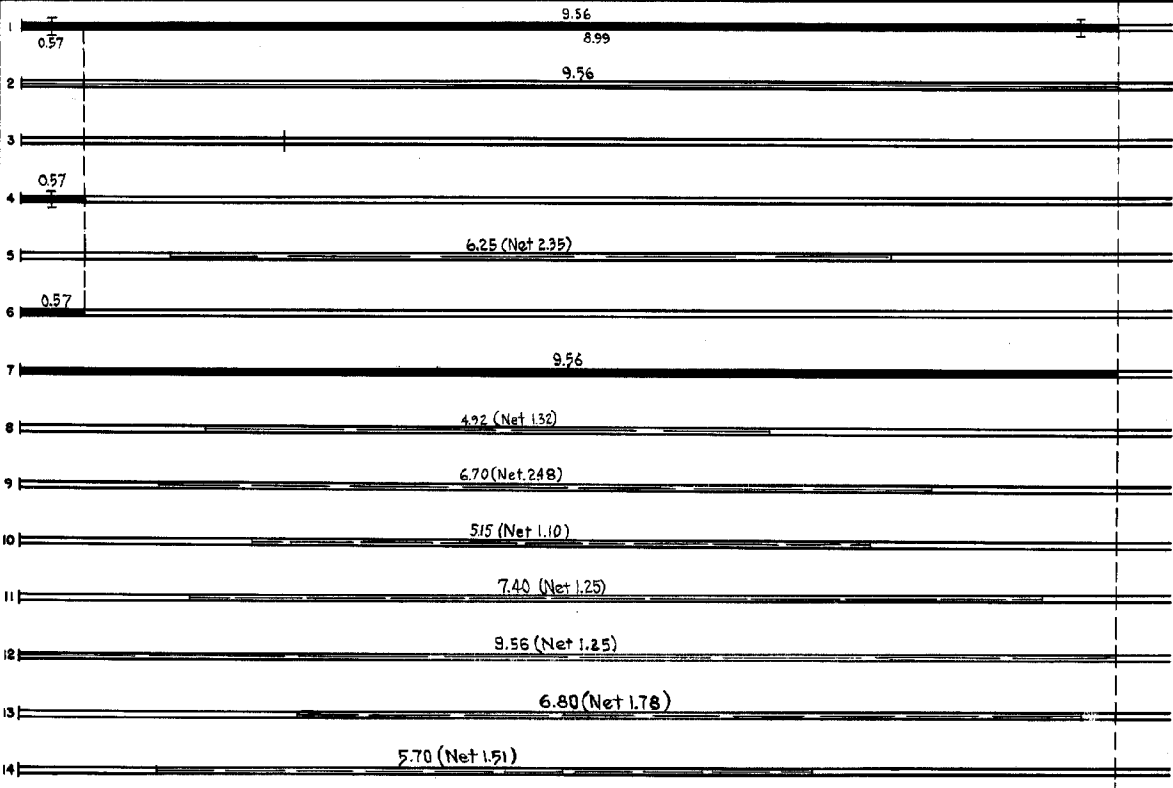 9.56
1
0.57 8.99
2 9.56
3
0.57
4
5 6.25 (Net 2.35)
6 0.57
7 9.56
8 4.92 (Net 1.32)
9 6.70 (Net. 2.48)
10 5.15 (Net 1.10)
11 7.40 (Net 1.25)
12 9.56 (Net 1.25)
13 6.80 (Net 1.78)
14 5.70 (Net 1.51)